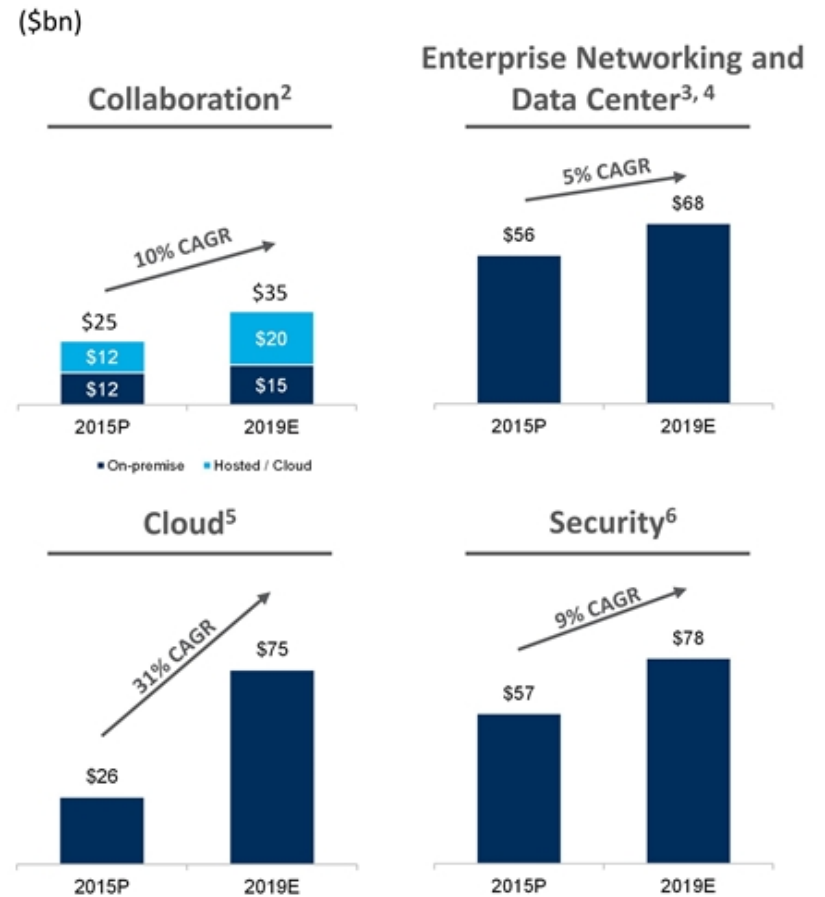 ($bn)
Collaboration2
10% CAGR
$25
$35
$12
$20
$12
$15
2015P
2019E
On-premise
Hosted / Cloud
Enterprise Networking and
Data Center3, 4
5% CAGR
$56
$68
2015P
2019E
Cloud5
31% CAGR
$26
$75
2015P
2019E
Security6
9% CAGR
$57
$78
2015P
2019E